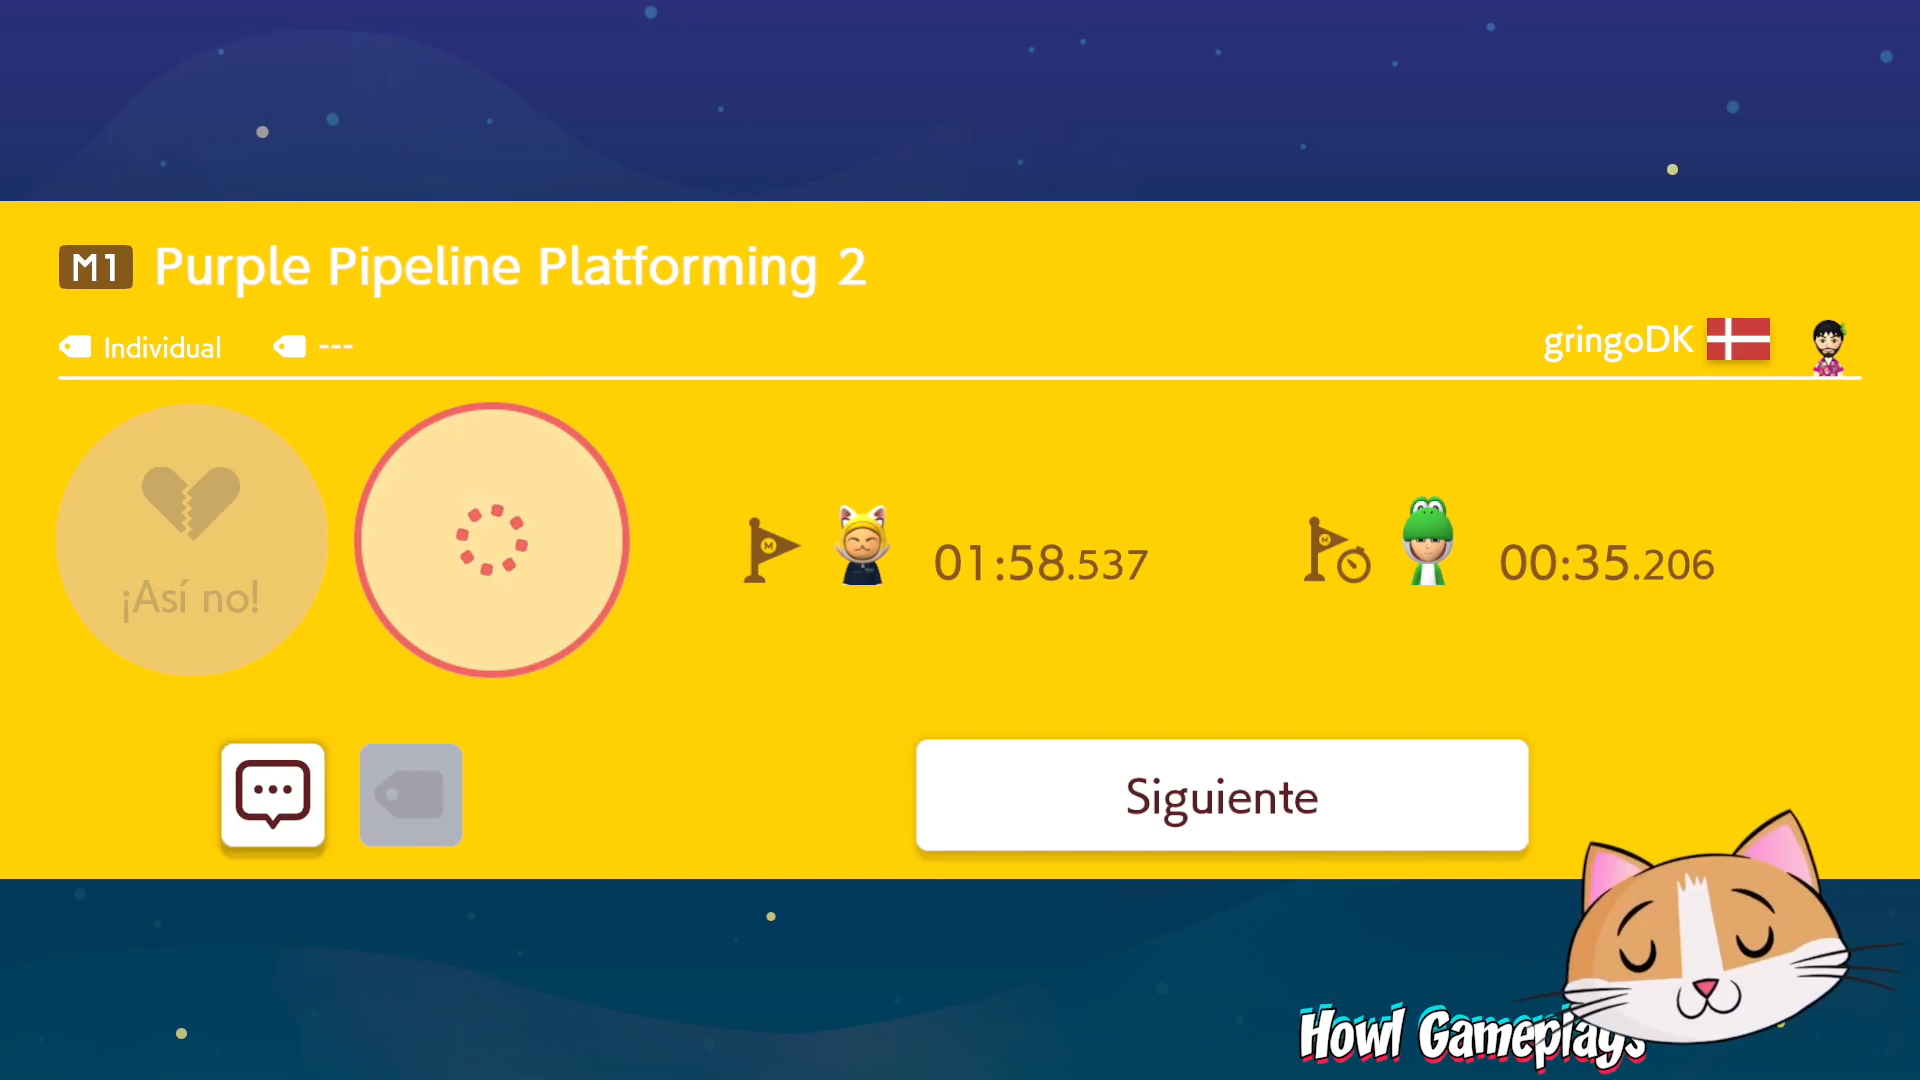 M1 Purple Pipeline Platforming 2
Individual ---
gringoDK
¡Así no!
M 01:58.537
M 00:35.206
Siguiente
Howl Gameplays